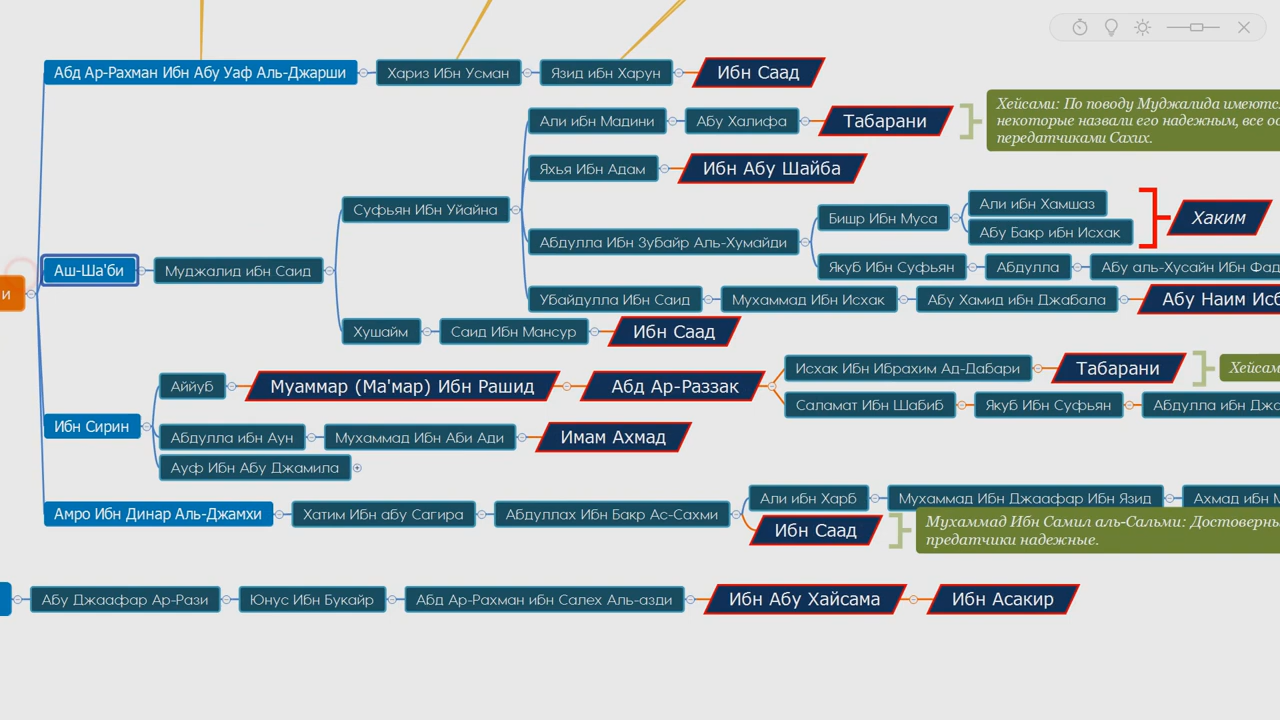 Абд Ар-Рахман Ибн Абу Уаф Аль-Джарши
Хариз Ибн Усман
Язид ибн Харун
Ибн Саад
Али ибн Мадини
Абу Халифа
Табарани
Хейсами: По поводу Муджалида имеются
некоторые назвали его надежным, все ос
передатчиками Сахих.
Яхья Ибн Адам
Ибн Абу Шайба
Суфьян Ибн Уйайна
Бишр Ибн Муса
Али ибн Хамшаз
Абу Бакр ибн Исхак
Хаким
Абдулла Ибн Зубайр Аль-Хумайди
Якуб Ибн Суфьян
Абдулла
Абу аль-Хусайн Ибн Фад
и
Аш-Ша'би
Муджалид ибн Саид
Убайдулла Ибн Саид
Мухаммад Ибн Исхак
Абу Хамид ибн Джабала
Абу Наим Исб
Хушайм
Саид Ибн Мансур
Ибн Саад
Аййуб
Муаммар (Ма'мар) Ибн Рашид
Абд Ар-Раззак
Исхак Ибн Ибрахим Ад-Дабари
Табарани
Хейсам
Саламат Ибн Шабиб
Якуб Ибн Суфьян
Абдулла ибн Джа
Ибн Сирин
Абдулла ибн Аун
Мухаммад Ибн Аби Ади
Имам Ахмад
Ауф Ибн Абу Джамила
Амро Ибн Динар Аль-Джамхи
Хатим Ибн абу Сагира
Абдуллах Ибн Бакр Ас-Сахми
Али ибн Харб
Мухаммад Ибн Джаафар Ибн Язид
Ахмад ибн М
Ибн Саад
Мухаммад Ибн Самил аль-Сальми: Достоверны
предатчики надежные.
Абу Джаафар Ар-Рази
Юнус Ибн Букайр
Абд Ар-Рахман ибн Салех Аль-азди
Ибн Абу Хайсама
Ибн Асакир